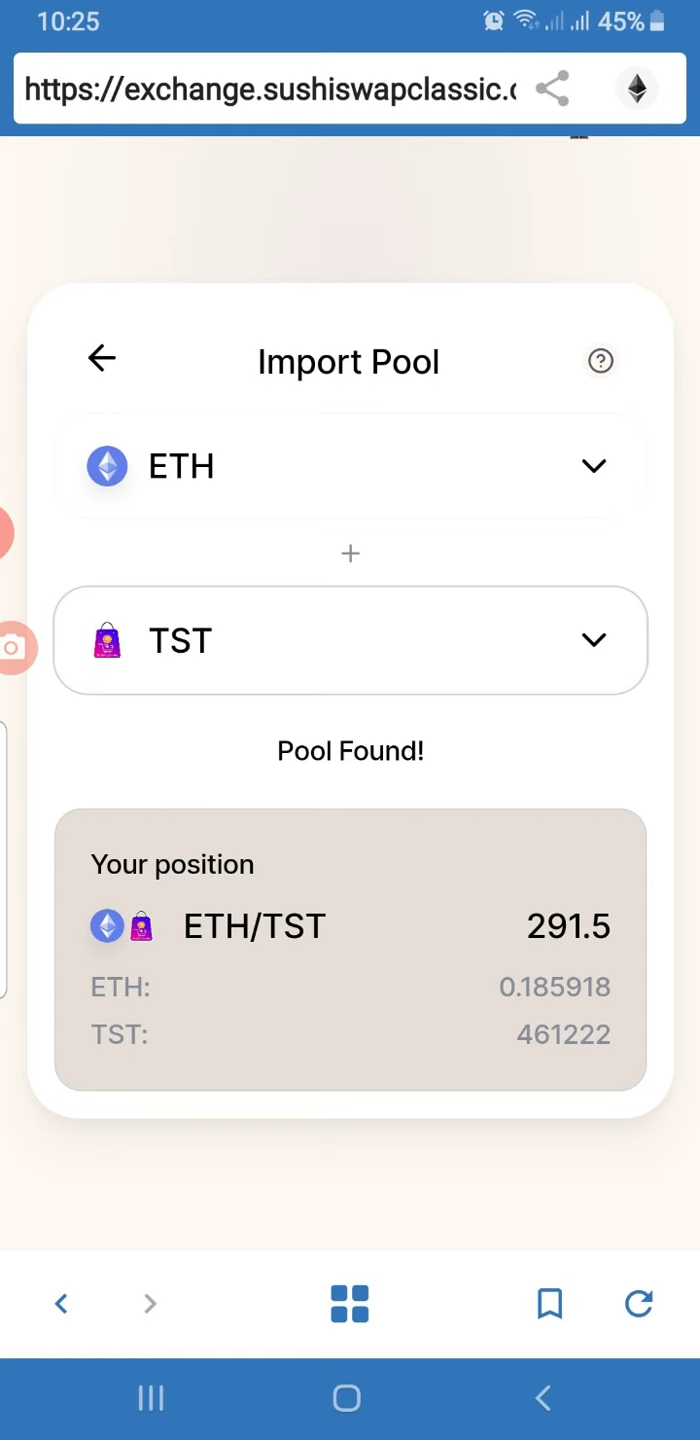 10:25
45%
https://exchange.sushiswapclassic.
Import Pool
ETH
+
TST
Pool Found!
Your position
ETH/TST 291.5
ETH: 0.185918
TST: 461222